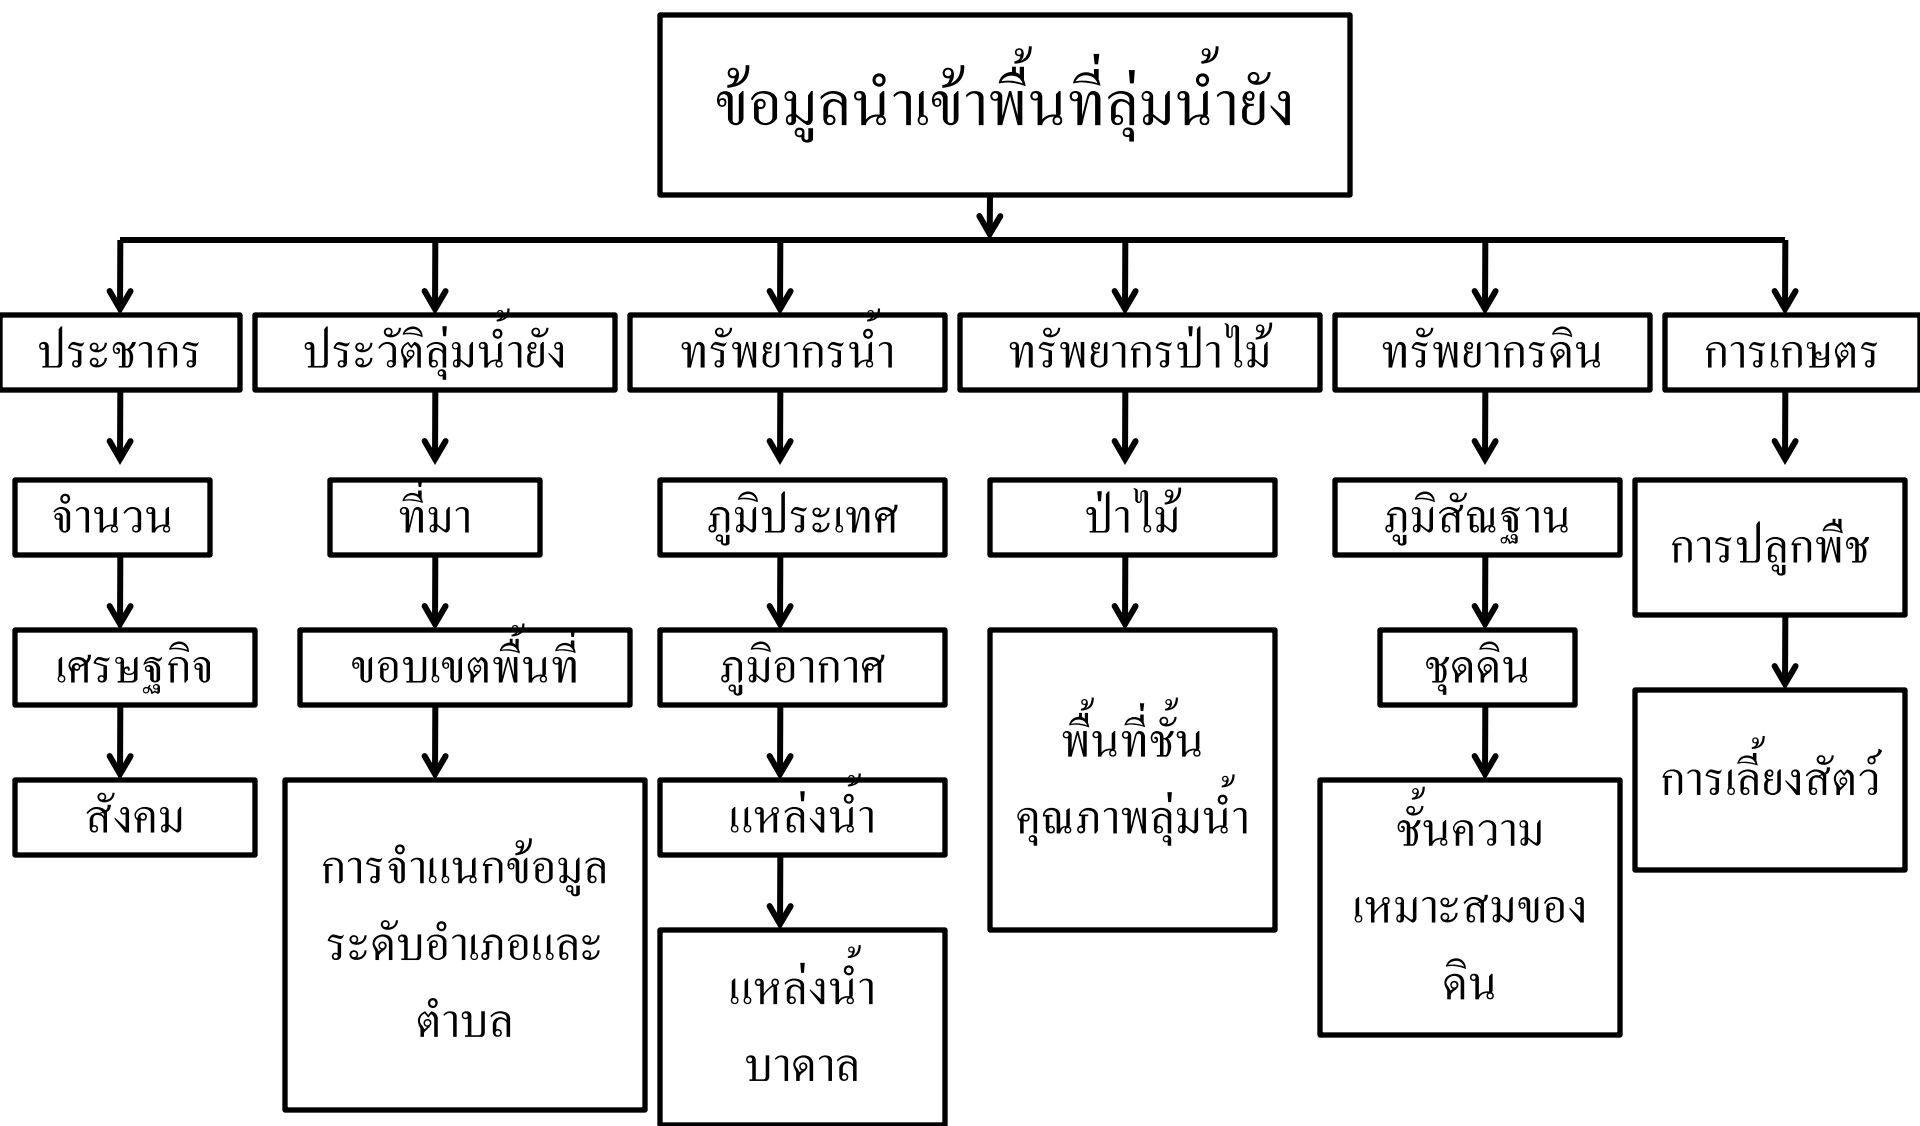 ข้อมูลนำเข้าพื้นที่ลุ่มน้ำยัง
ประชากร
ประวัติลุ่มน้ำยัง
ทรัพยากรน้ำ
ทรัพยากรป่าไม้
ทรัพยากรดิน
การเกษตร
จำนวน
ที่มา
ภูมิประเทศ
ป่าไม้
ภูมิสัณฐาน
การปลูกพืช
เศรษฐกิจ
ขอบเขตพื้นที่
ภูมิอากาศ
พื้นที่ชั้น
คุณภาพลุ่มน้ำ
ชุดดิน
การเลี้ยงสัตว์
สังคม
การจำแนกข้อมูล
ระดับอำเภอและ
ตำบล
แหล่งน้ำ
ชั้นความ
เหมาะสมของ
ดิน
แหล่งน้ำ
บาดาล